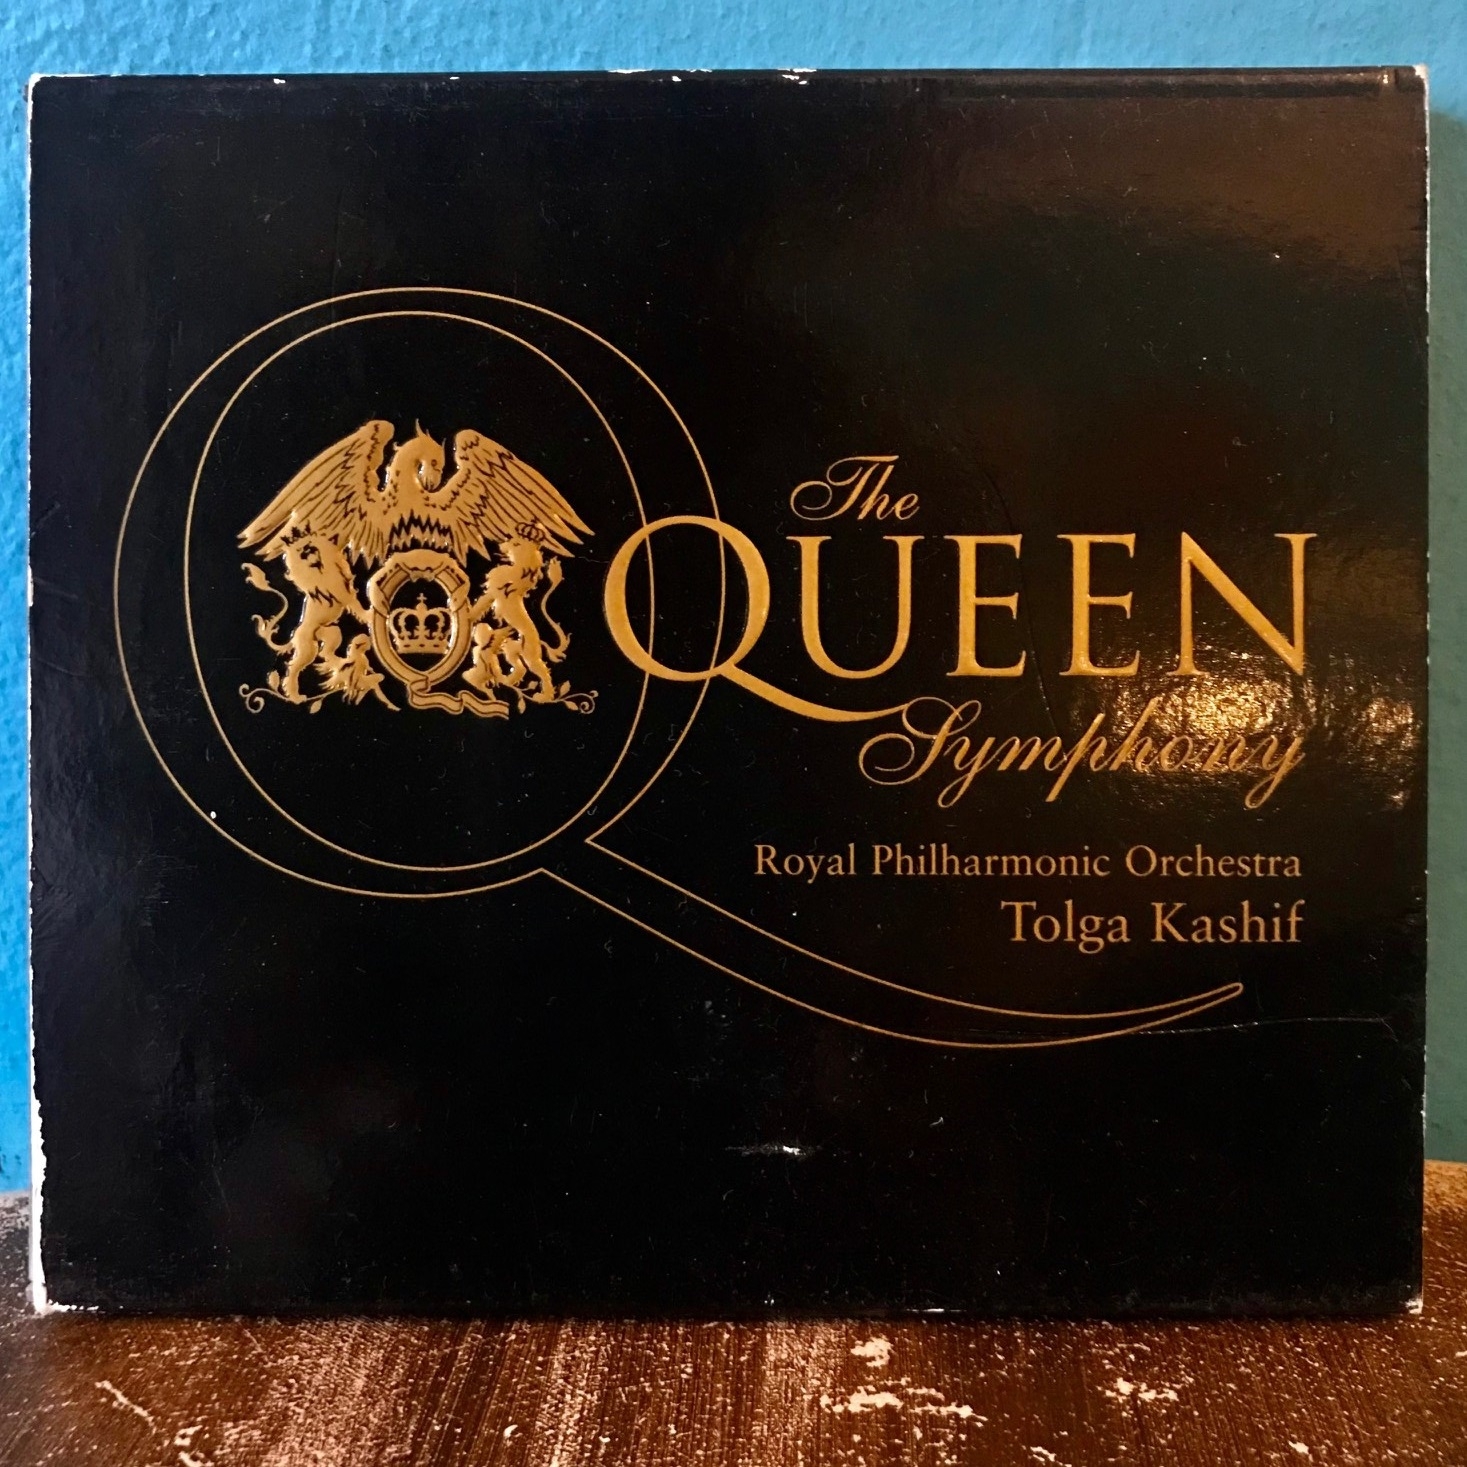 The
QUEEN
Symphony
Royal Philharmonic Orchestra
Tolga Kashif